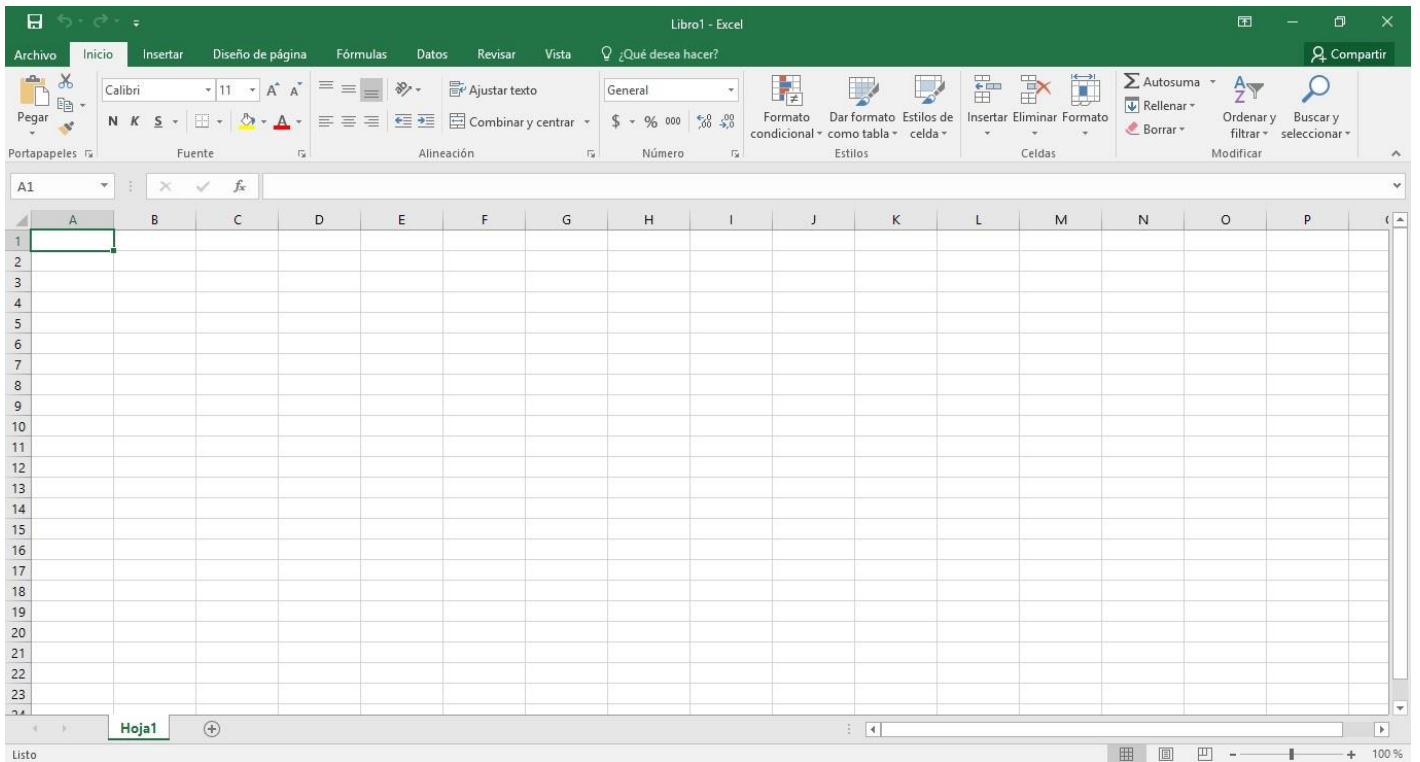 Libro1 - Excel
Archivo Inicio Insertar Diseño de página Fórmulas Datos Revisar Vista ¿Qué desea hacer? Compartir
Pegar
Portapapeles
Calibri 11
N K S
Fuente
Ajustar texto
Combinar y centrar
Alineación
General
$ % 000
Número
Formato condicional
Dar formato como tabla
Estilos de celda
Estilos
Insertar Eliminar Formato
Celdas
Autosuma
Rellenar
Borrar
Ordenar y filtrar
Buscar y seleccionar
Modificar
A1 fx
A B C D E F G H I J K L M N O P
1
2
3
4
5
6
7
8
9
10
11
12
13
14
15
16
17
18
19
20
21
22
23
Hoja1
Listo 100 %